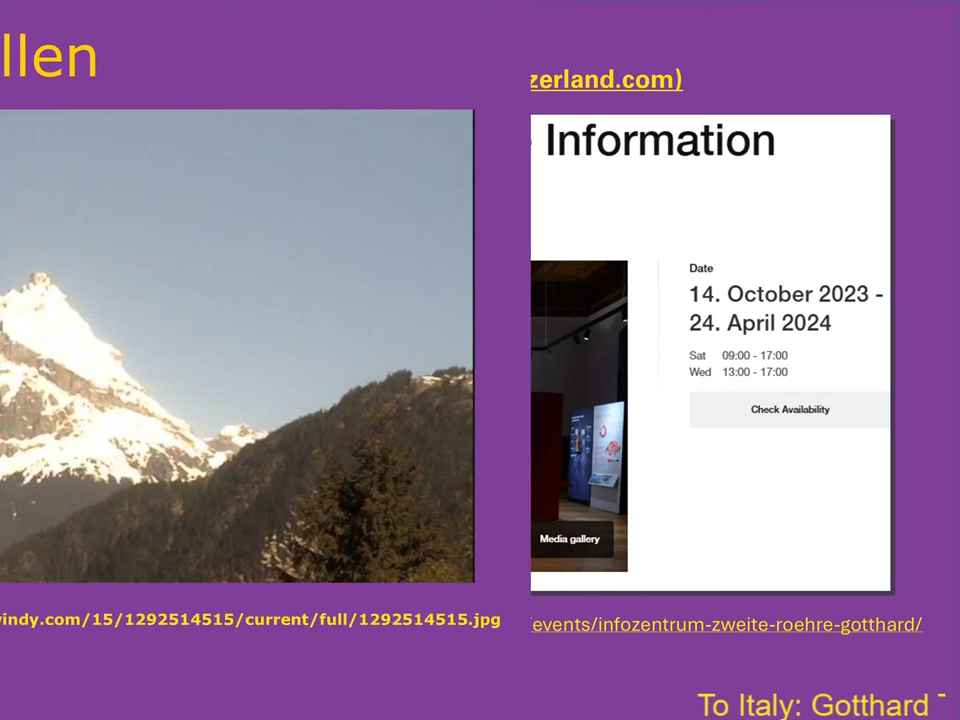 llen
zerland.com)
Information
Date
14. October 2023 -
24. April 2024
Sat 09:00 - 17:00
Wed 13:00 - 17:00
Check Availability
Media gallery
windy.com/15/1292514515/current/full/1292514515.jpg
events/infozentrum-zweite-roehre-gotthard/
To Italy: Gotthard